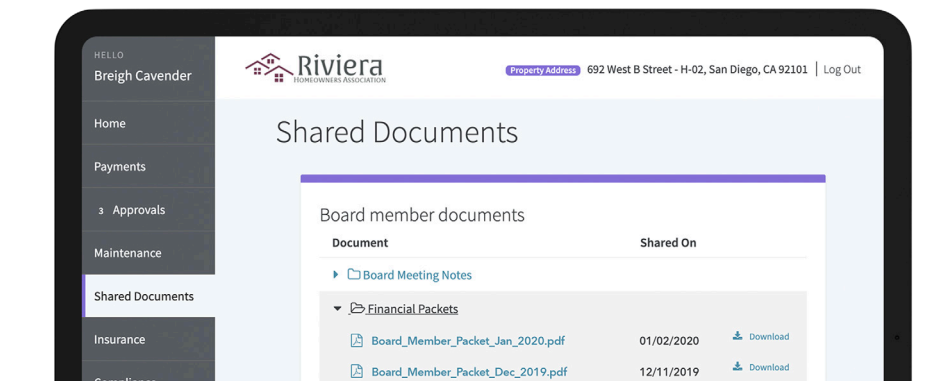 HELLO
Breigh Cavender
Home
Payments
3 Approvals
Maintenance
Shared Documents
Insurance
Compliance
Riviera
HOMEOWNERS ASSOCIATION
Property Address 692 West B Street - H-02, San Diego, CA 92101 | Log Out
Shared Documents
Board member documents
Document Shared On
Board Meeting Notes
Financial Packets
Board_Member_Packet_Jan_2020.pdf 01/02/2020 Download
Board_Member_Packet_Dec_2019.pdf 12/11/2019 Download